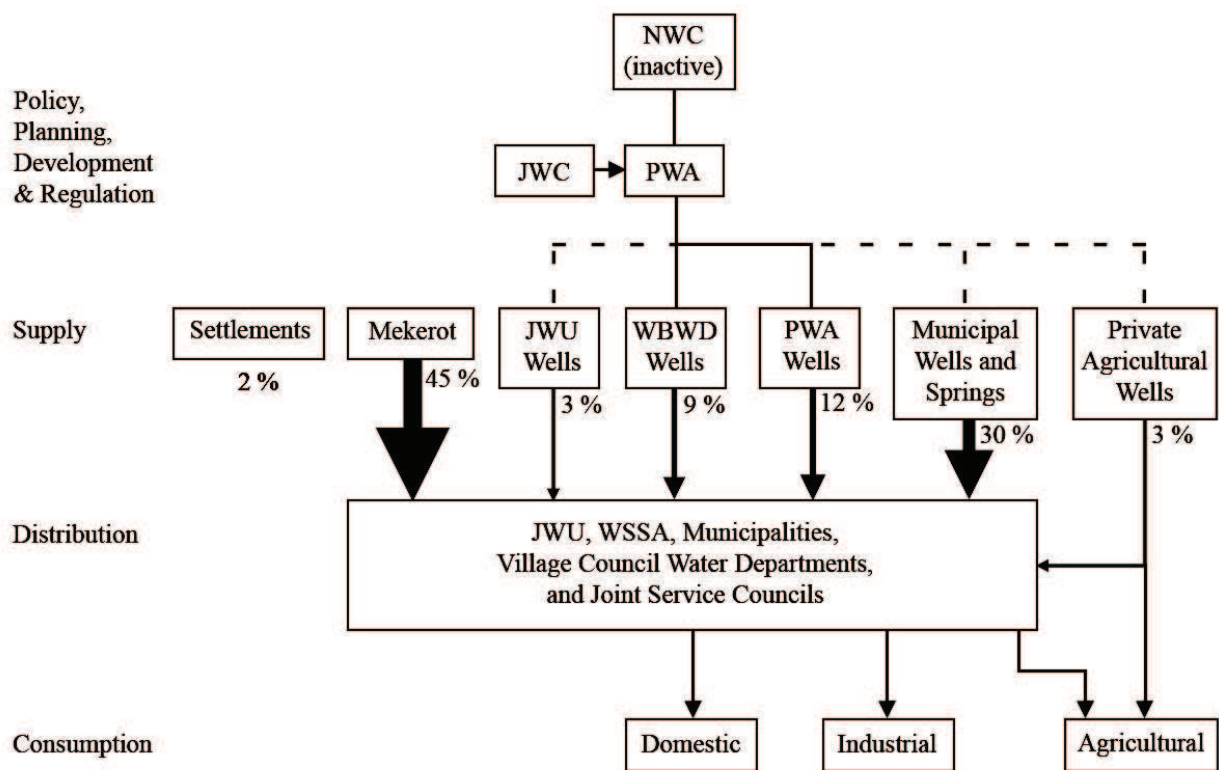 NWC
(inactive)
Policy,
Planning,
Development
& Regulation
JWC
PWA
Supply
Settlements
2 %
Mekerot
45 %
JWU
Wells
3 %
WBWD
Wells
9 %
PWA
Wells
12 %
Municipal
Wells and
Springs
30 %
Private
Agricultural
Wells
3 %
Distribution
JWU, WSSA, Municipalities,
Village Council Water Departments,
and Joint Service Councils
Consumption
Domestic
Industrial
Agricultural